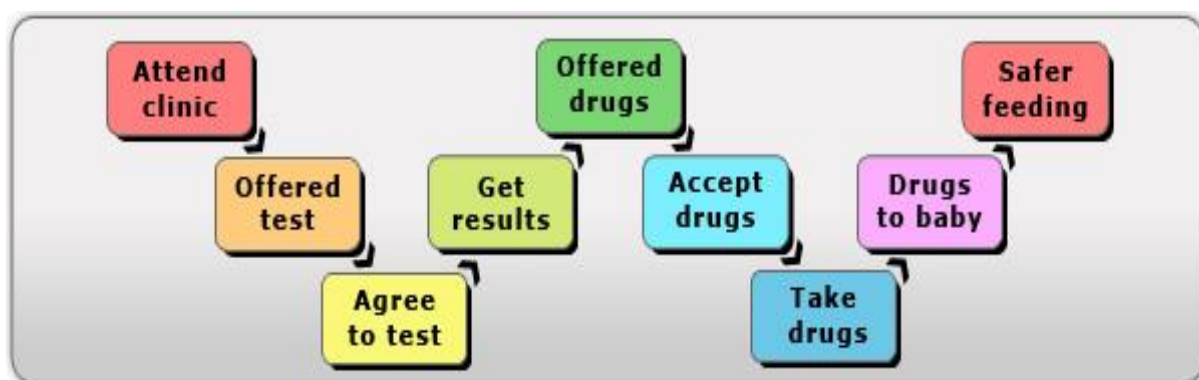 Attend
clinic
Offered
test
Agree
to test
Get
results
Offered
drugs
Accept
drugs
Take
drugs
Drugs
to baby
Safer
feeding